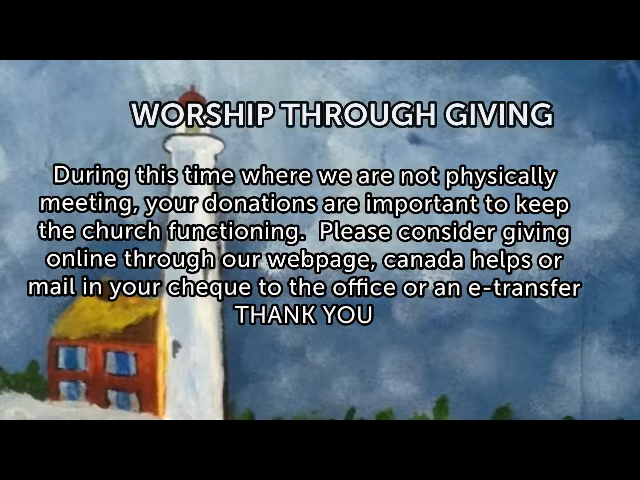 WORSHIP THROUGH GIVING
During this time where we are not physically
meeting, your donations are important to keep
the church functioning.  Please consider giving
online through our webpage, canada helps or
mail in your cheque to the office or an e-transfer
THANK YOU